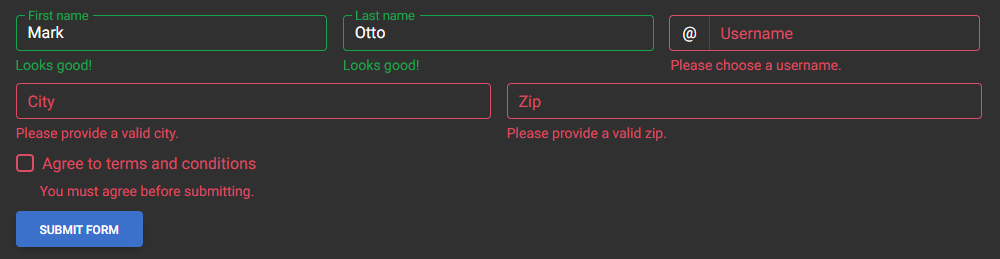 First name Last name
Mark Otto @ Username
Looks good! Looks good! Please choose a username.
City Zip
Please provide a valid city. Please provide a valid zip.
Agree to terms and conditions
You must agree before submitting.
SUBMIT FORM